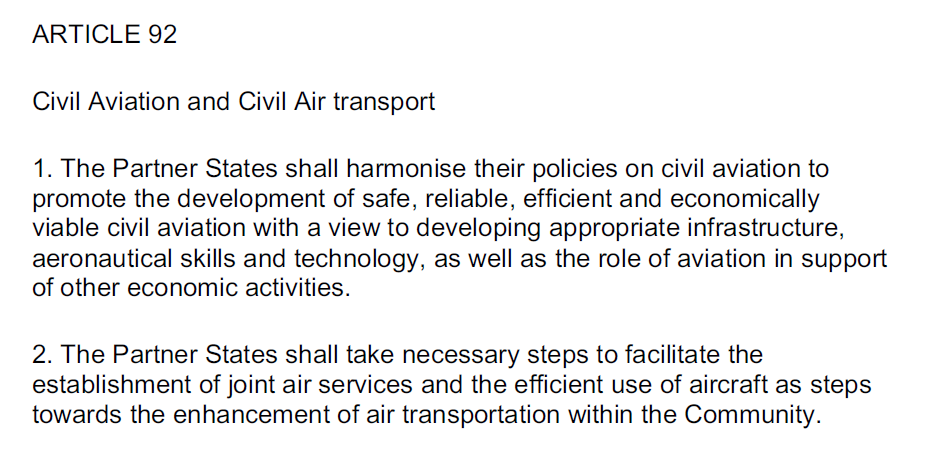 ARTICLE 92
Civil Aviation and Civil Air transport
1. The Partner States shall harmonise their policies on civil aviation to
promote the development of safe, reliable, efficient and economically
viable civil aviation with a view to developing appropriate infrastructure,
aeronautical skills and technology, as well as the role of aviation in support
of other economic activities.
2. The Partner States shall take necessary steps to facilitate the
establishment of joint air services and the efficient use of aircraft as steps
towards the enhancement of air transportation within the Community.